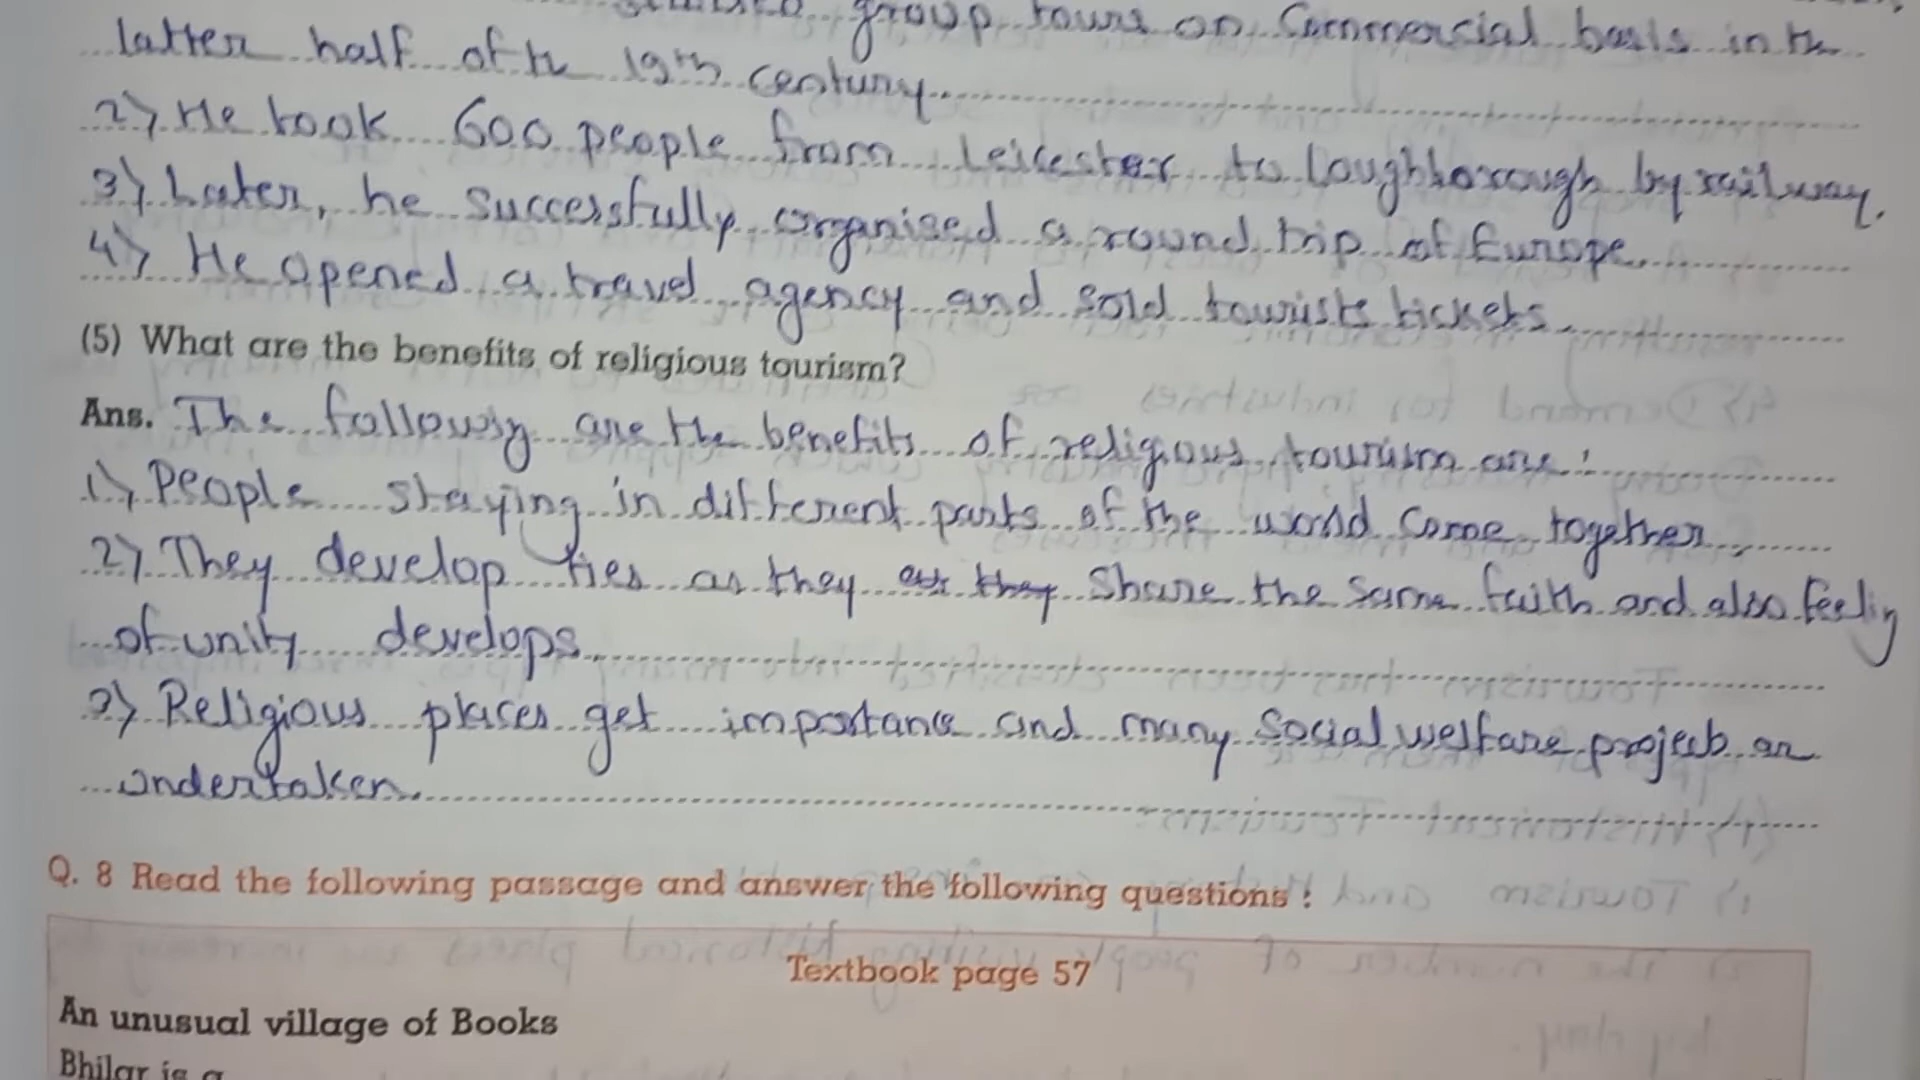 group tours on Commercial basis in the
latter half of the 19th century.
2) He took 600 people from Leicester to Loughborough by railway.
3) Later, he successfully organised a round trip of Europe.
4) He opened a travel agency and sold tourists tickets.
(5) What are the benefits of religious tourism?
Ans. The following are the benefits of religious tourism are :
1) People staying in different parts of the world come together.
2) They develop ties as they as they share the same faith and also feeling
of unity develops.
3) Religious places get importance and many Social welfare projects are
undertaken.
Q. 8 Read the following passage and answer the following questions :
Textbook page 57
An unusual village of Books
Bhilar is a